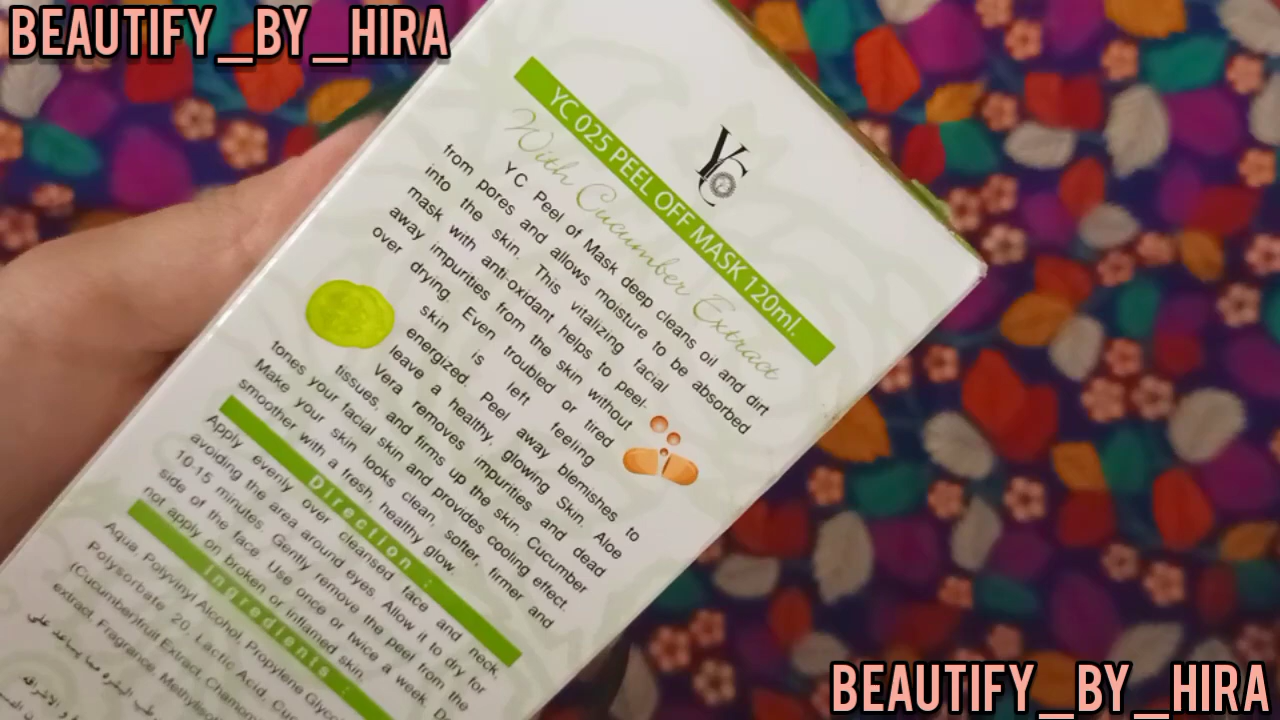 BEAUTIFY_BY_HIRA
YC
YC 025 PEEL OFF MASK 120ml.
With Cucumber Extract
YC Peel of Mask deep cleans oil and dirt
from pores and allows moisture to be absorbed
into the skin. This vitalizing facial
mask with anti-oxidant helps to peel-
away impurities from the skin without
over drying. Even troubled or tired
skin is left feeling
energized. Peel away blemishes to
leave a healthy, glowing Skin. Aloe
Vera removes impurities and dead
tissues, and firms up the skin. Cucumber
tones your facial skin and provides cooling effect.
Make your skin looks clean, softer, firmer and
smoother with a fresh, healthy glow.
Direction :
Apply evenly over cleansed face and neck,
avoiding the area around eyes. Allow it to dry for
10-15 minutes. Gently remove the peel from the
side of the face. Use once or twice a week. Do
not apply on broken or inflamed skin.
Ingredients :
Aqua, Polyvinyl Alcohol, Propylene Glyco
Polysorbate 20, Lactic Acid, Cuc
(Cucumber)fruit Extract, Chamom
extract, Fragrance, Methyliso
BEAUTIFY_BY_HIRA